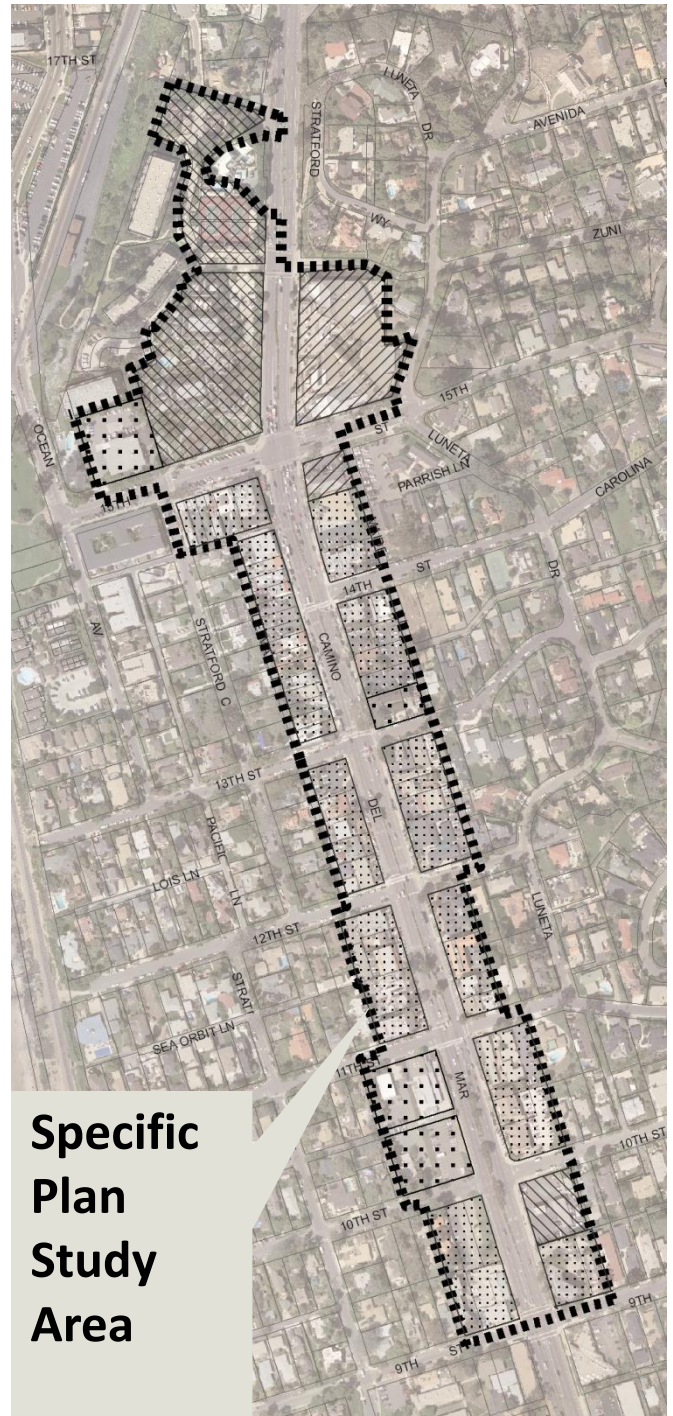 17TH ST
LUNETA
DR
AVENIDA
STRATFORD
WY
ZUNI
15TH
ST
LUNETA
PARRISH LN
CAROLINA
OCEAN
15TH
14TH
ST
DR
AV
STRATFORD C
CAMINO
13TH ST
DEL
PACIFIC
LN
LOIS LN
12TH ST
LUNETA
STRAT
SEA ORBIT LN
11TH ST
MAR
10TH ST
10TH ST
9TH
9TH
ST
Specific
Plan
Study
Area